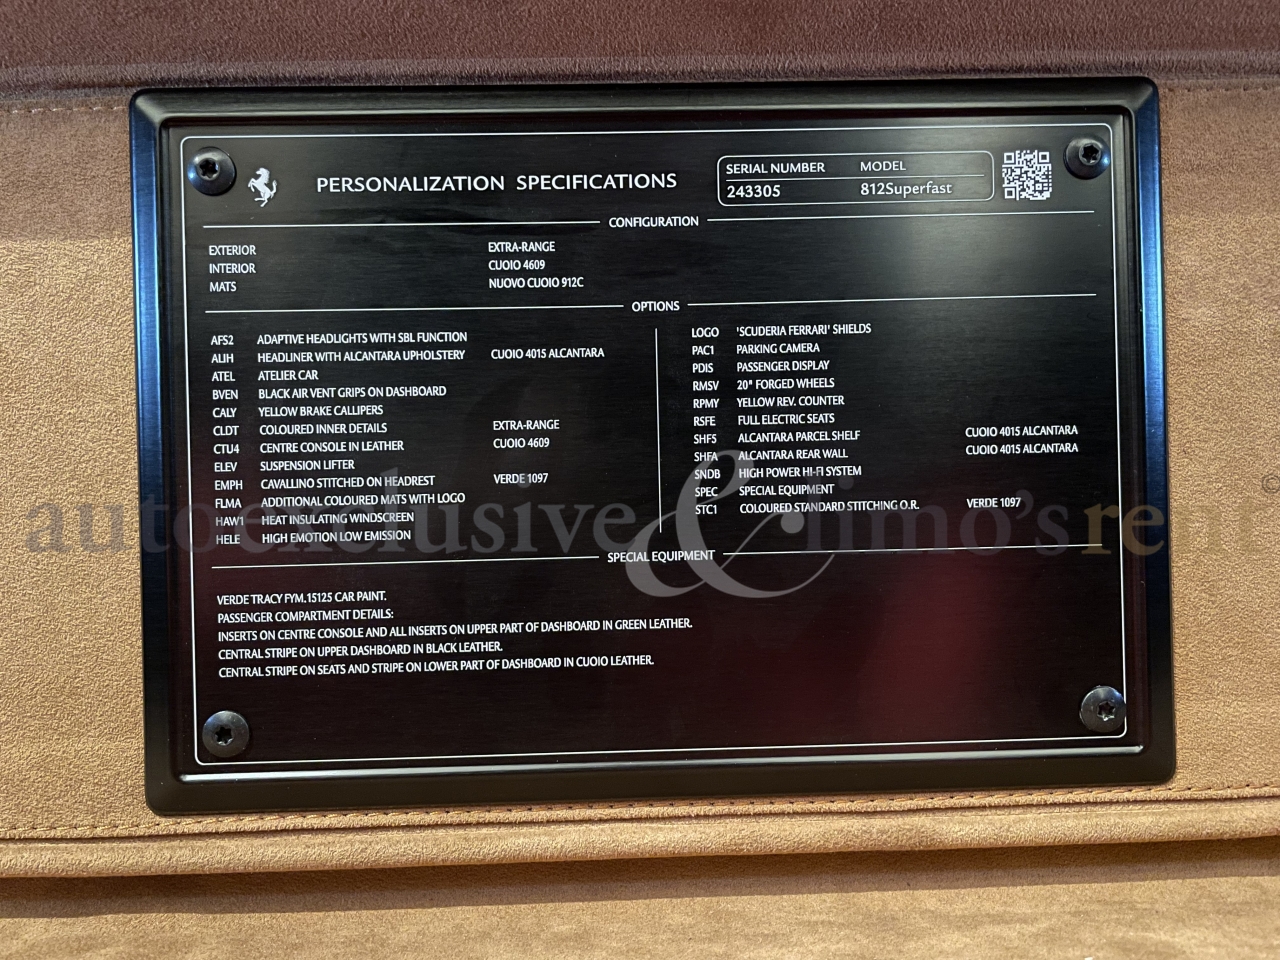 PERSONALIZATION SPECIFICATIONS
SERIAL NUMBER MODEL
243305 812Superfast
CONFIGURATION
EXTERIOR EXTRA-RANGE
INTERIOR CUOIO 4609
MATS NUOVO CUOIO 912C
OPTIONS
AFS2 ADAPTIVE HEADLIGHTS WITH SBL FUNCTION
ALIH HEADLINER WITH ALCANTARA UPHOLSTERY CUOIO 4015 ALCANTARA
ATEL ATELIER CAR
BVEN BLACK AIR VENT GRIPS ON DASHBOARD
CALY YELLOW BRAKE CALLIPERS
CLDT COLOURED INNER DETAILS EXTRA-RANGE
CTU4 CENTRE CONSOLE IN LEATHER CUOIO 4609
ELEV SUSPENSION LIFTER
EMPH CAVALLINO STITCHED ON HEADREST VERDE 1097
FLMA ADDITIONAL COLOURED MATS WITH LOGO
HAW1 HEAT INSULATING WINDSCREEN
HELE HIGH EMOTION LOW EMISSION
LOGO 'SCUDERIA FERRARI' SHIELDS
PAC1 PARKING CAMERA
PDIS PASSENGER DISPLAY
RMSV 20" FORGED WHEELS
RPMY YELLOW REV. COUNTER
RSFE FULL ELECTRIC SEATS
SHF5 ALCANTARA PARCEL SHELF CUOIO 4015 ALCANTARA
SHFA ALCANTARA REAR WALL CUOIO 4015 ALCANTARA
SNDB HIGH POWER HI-FI SYSTEM
SPEC SPECIAL EQUIPMENT
STC1 COLOURED STANDARD STITCHING O.R. VERDE 1097
autoexclusive & limo's rent
SPECIAL EQUIPMENT
VERDE TRACY FYM.15125 CAR PAINT.
PASSENGER COMPARTMENT DETAILS:
INSERTS ON CENTRE CONSOLE AND ALL INSERTS ON UPPER PART OF DASHBOARD IN GREEN LEATHER.
CENTRAL STRIPE ON UPPER DASHBOARD IN BLACK LEATHER.
CENTRAL STRIPE ON SEATS AND STRIPE ON LOWER PART OF DASHBOARD IN CUOIO LEATHER.